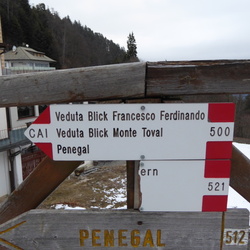 Veduta Blick Francesco Ferdinando
CAI Veduta Blick Monte Toval 500
Penegal
ern
521
PENEGAL 512